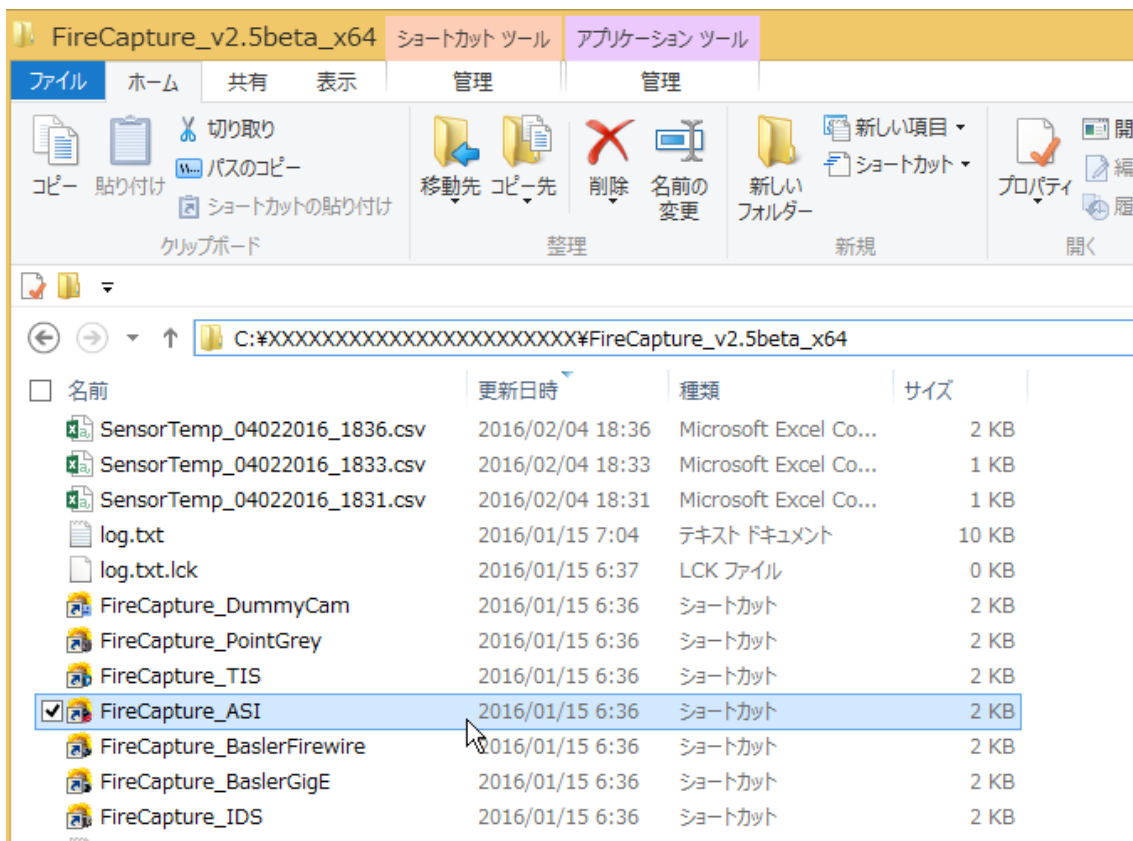 FireCapture_v2.5beta_x64 ショートカット ツール アプリケーション ツール
ファイル ホーム 共有 表示 管理 管理
コピー 貼り付け 切り取り パスのコピー ショートカットの貼り付け
移動先 コピー先 削除 名前の変更
新しいフォルダー 新しい項目 ショートカット
プロパティ 開 編 履
クリップボード 整理 新規 開く
C:¥XXXXXXXXXXXXXXXXXXXXXXX¥FireCapture_v2.5beta_x64
名前 更新日時 種類 サイズ
SensorTemp_04022016_1836.csv 2016/02/04 18:36 Microsoft Excel Co... 2 KB
SensorTemp_04022016_1833.csv 2016/02/04 18:33 Microsoft Excel Co... 1 KB
SensorTemp_04022016_1831.csv 2016/02/04 18:31 Microsoft Excel Co... 1 KB
log.txt 2016/01/15 7:04 テキスト ドキュメント 10 KB
log.txt.lck 2016/01/15 6:37 LCK ファイル 0 KB
FireCapture_DummyCam 2016/01/15 6:36 ショートカット 2 KB
FireCapture_PointGrey 2016/01/15 6:36 ショートカット 2 KB
FireCapture_TIS 2016/01/15 6:36 ショートカット 2 KB
FireCapture_ASI 2016/01/15 6:36 ショートカット 2 KB
FireCapture_BaslerFirewire 2016/01/15 6:36 ショートカット 2 KB
FireCapture_BaslerGigE 2016/01/15 6:36 ショートカット 2 KB
FireCapture_IDS 2016/01/15 6:36 ショートカット 2 KB